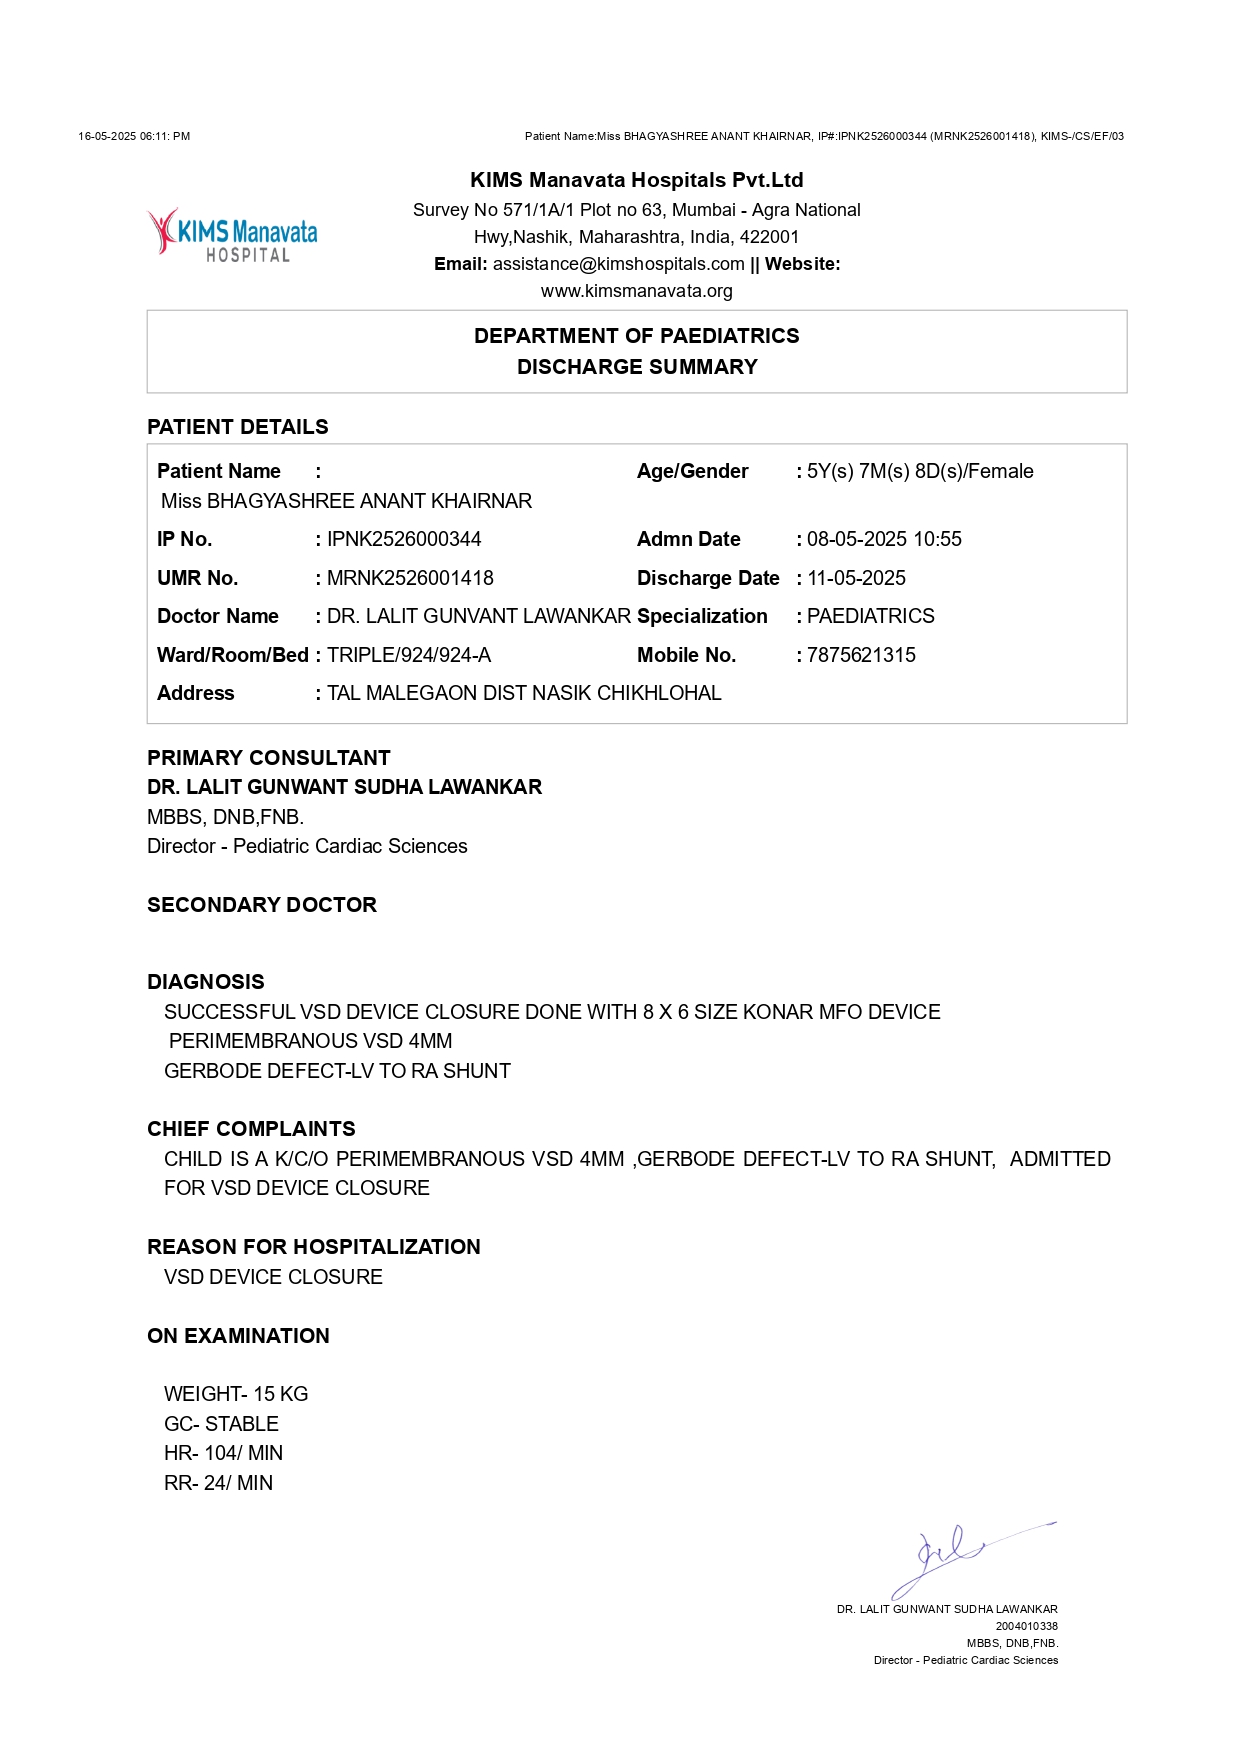 16-05-2025 06:11: PM
Patient Name:Miss BHAGYASHREE ANANT KHAIRNAR, IP#:IPNK2526000344 (MRNK2526001418), KIMS-/CS/EF/03
KIMS Manavata
HOSPITAL
KIMS Manavata Hospitals Pvt.Ltd
Survey No 571/1A/1 Plot no 63, Mumbai - Agra National
Hwy,Nashik, Maharashtra, India, 422001
Email: assistance@kimshospitals.com || Website:
www.kimsmanavata.org
DEPARTMENT OF PAEDIATRICS
DISCHARGE SUMMARY
PATIENT DETAILS
Patient Name : Age/Gender : 5Y(s) 7M(s) 8D(s)/Female
Miss BHAGYASHREE ANANT KHAIRNAR
IP No. : IPNK2526000344 Admn Date : 08-05-2025 10:55
UMR No. : MRNK2526001418 Discharge Date : 11-05-2025
Doctor Name : DR. LALIT GUNVANT LAWANKAR Specialization : PAEDIATRICS
Ward/Room/Bed : TRIPLE/924/924-A Mobile No. : 7875621315
Address : TAL MALEGAON DIST NASIK CHIKHLOHAL
PRIMARY CONSULTANT
DR. LALIT GUNWANT SUDHA LAWANKAR
MBBS, DNB,FNB.
Director - Pediatric Cardiac Sciences
SECONDARY DOCTOR
DIAGNOSIS
SUCCESSFUL VSD DEVICE CLOSURE DONE WITH 8 X 6 SIZE KONAR MFO DEVICE
PERIMEMBRANOUS VSD 4MM
GERBODE DEFECT-LV TO RA SHUNT
CHIEF COMPLAINTS
CHILD IS A K/C/O PERIMEMBRANOUS VSD 4MM ,GERBODE DEFECT-LV TO RA SHUNT, ADMITTED
FOR VSD DEVICE CLOSURE
REASON FOR HOSPITALIZATION
VSD DEVICE CLOSURE
ON EXAMINATION
WEIGHT- 15 KG
GC- STABLE
HR- 104/ MIN
RR- 24/ MIN
DR. LALIT GUNWANT SUDHA LAWANKAR
2004010338
MBBS, DNB,FNB.
Director - Pediatric Cardiac Sciences